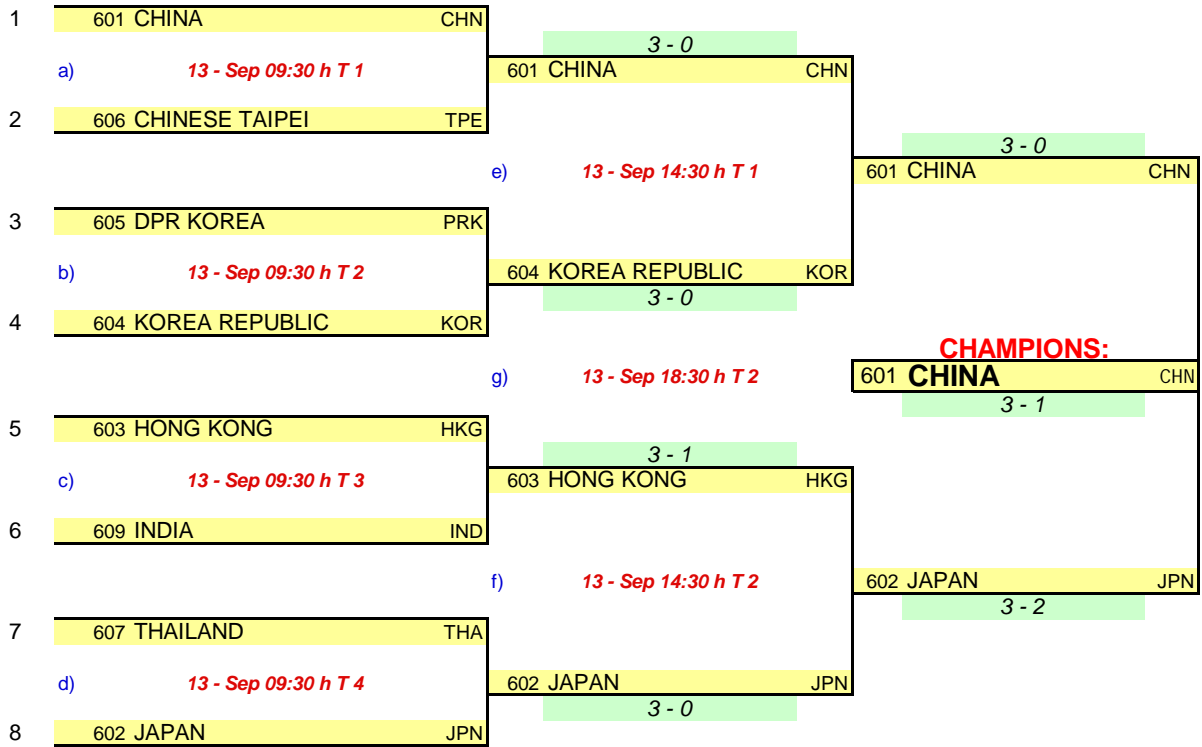 1 601 CHINA CHN
3 - 0
a) 13 - Sep 09:30 h T 1 601 CHINA CHN
2 606 CHINESE TAIPEI TPE
3 - 0
e) 13 - Sep 14:30 h T 1 601 CHINA CHN
3 605 DPR KOREA PRK
b) 13 - Sep 09:30 h T 2 604 KOREA REPUBLIC KOR
3 - 0
4 604 KOREA REPUBLIC KOR
CHAMPIONS:
g) 13 - Sep 18:30 h T 2 601 CHINA CHN
3 - 1
5 603 HONG KONG HKG
3 - 1
c) 13 - Sep 09:30 h T 3 603 HONG KONG HKG
6 609 INDIA IND
f) 13 - Sep 14:30 h T 2 602 JAPAN JPN
3 - 2
7 607 THAILAND THA
d) 13 - Sep 09:30 h T 4 602 JAPAN JPN
3 - 0
8 602 JAPAN JPN